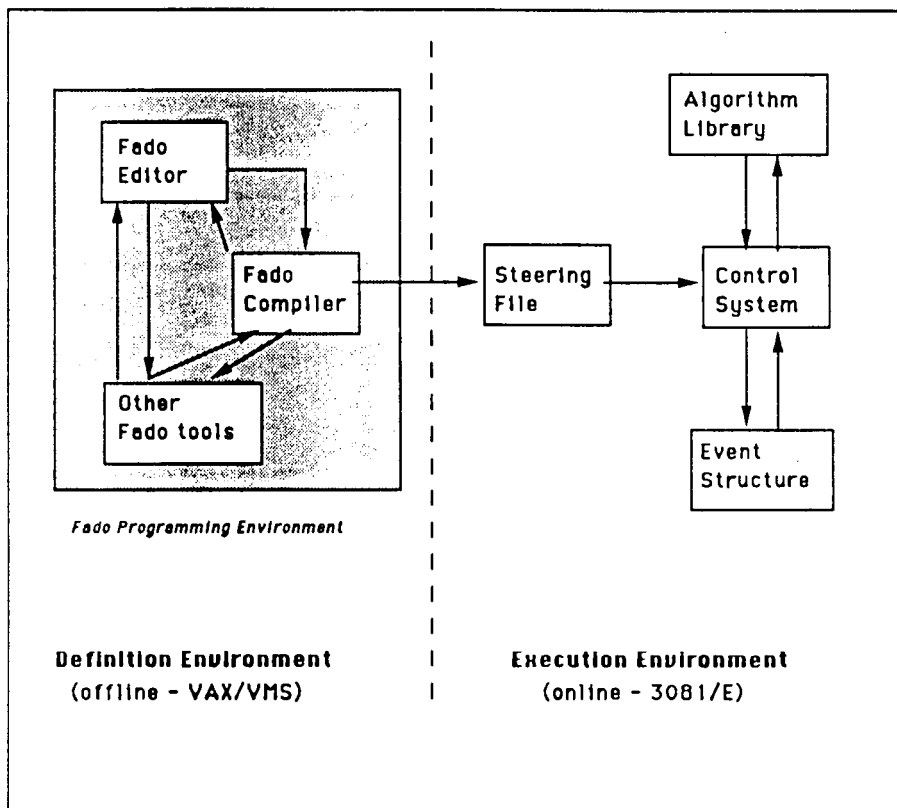 Fado
Editor
Fado
Compiler
Other
Fado tools
Fado Programming Environment
Definition Environment
(offline - VAX/VMS)
Algorithm
Library
Steering
File
Control
System
Event
Structure
Execution Environment
(online - 3081/E)